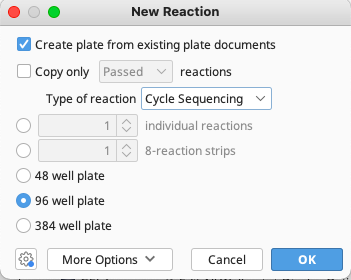 New Reaction
Create plate from existing plate documents
Copy only Passed reactions
Type of reaction Cycle Sequencing
1 individual reactions
1 8-reaction strips
48 well plate
96 well plate
384 well plate
More Options Cancel OK